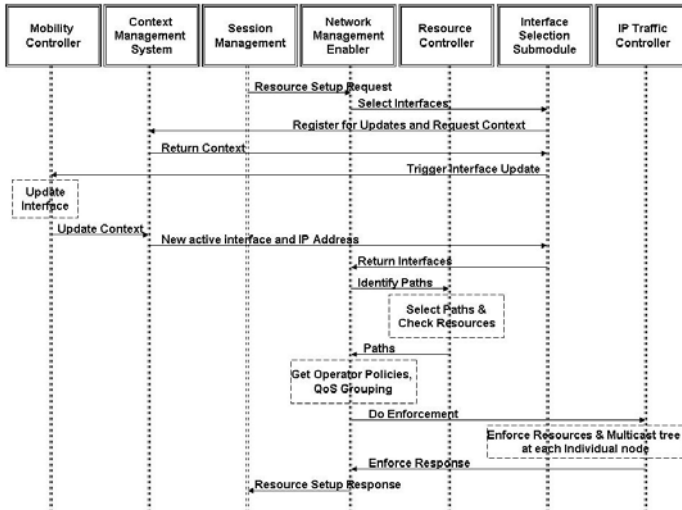 Mobility
Controller
Context
Management
System
Session
Management
Network
Management
Enabler
Resource
Controller
Interface
Selection
Submodule
IP Traffic
Controller
Resource Setup Request
Select Interfaces
Register for Updates and Request Context
Return Context
Trigger Interface Update
Update
Interface
Update Context
New active interface and IP Address
Return Interfaces
Identify Paths
Select Paths &
Check Resources
Paths
Get Operator Policies,
QoS Grouping
Do Enforcement
Enforce Resources & Multicast tree
at each Individual node
Enforce Response
Resource Setup Response